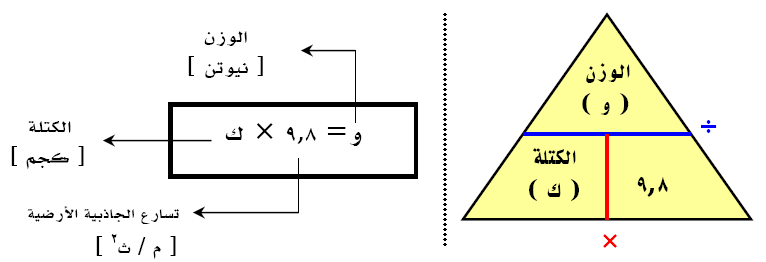 الوزن
[ نيوتن ]
و = ٩,٨ × ك
الكتلة
[ كجم ]
تسارع الجاذبية الأرضية
[ م / ث٢ ]
الوزن
( و )
÷
٩,٨
الكتلة
( ك )
×